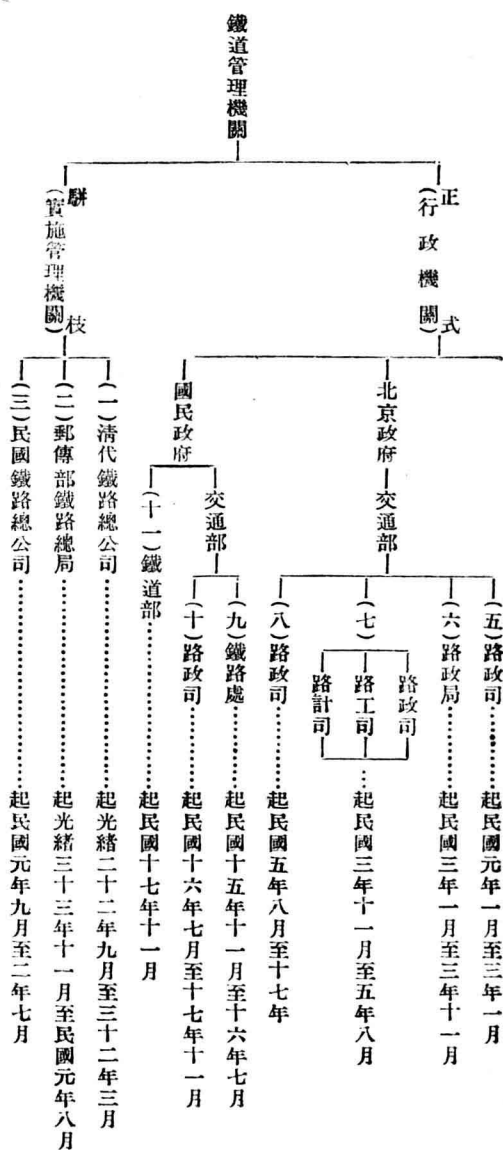 鐵道管理機關
正式
(行政機關)
北京政府
交通部
(五)路政司………起民國元年一月至三年一月
(六)路政局………起民國三年一月至三年十一月
(七)
路政司
路工司
路計司
…起民國三年十一月至五年八月
(八)路政司………起民國五年八月至十七年
國民政府
交通部
(九)鐵路處………起民國十五年十一月至十六年七月
(十)路政司………起民國十六年七月至十七年十一月
(十一)鐵道部………起民國十七年十一月
駢枝
(實施管理機關)
(一)清代鐵路總公司………起光緒二十二年九月至三十二年三月
(二)郵傳部鐵路總局………起光緒三十三年十一月至民國元年八月
(三)民國鐵路總公司………起民國元年九月至二年七月